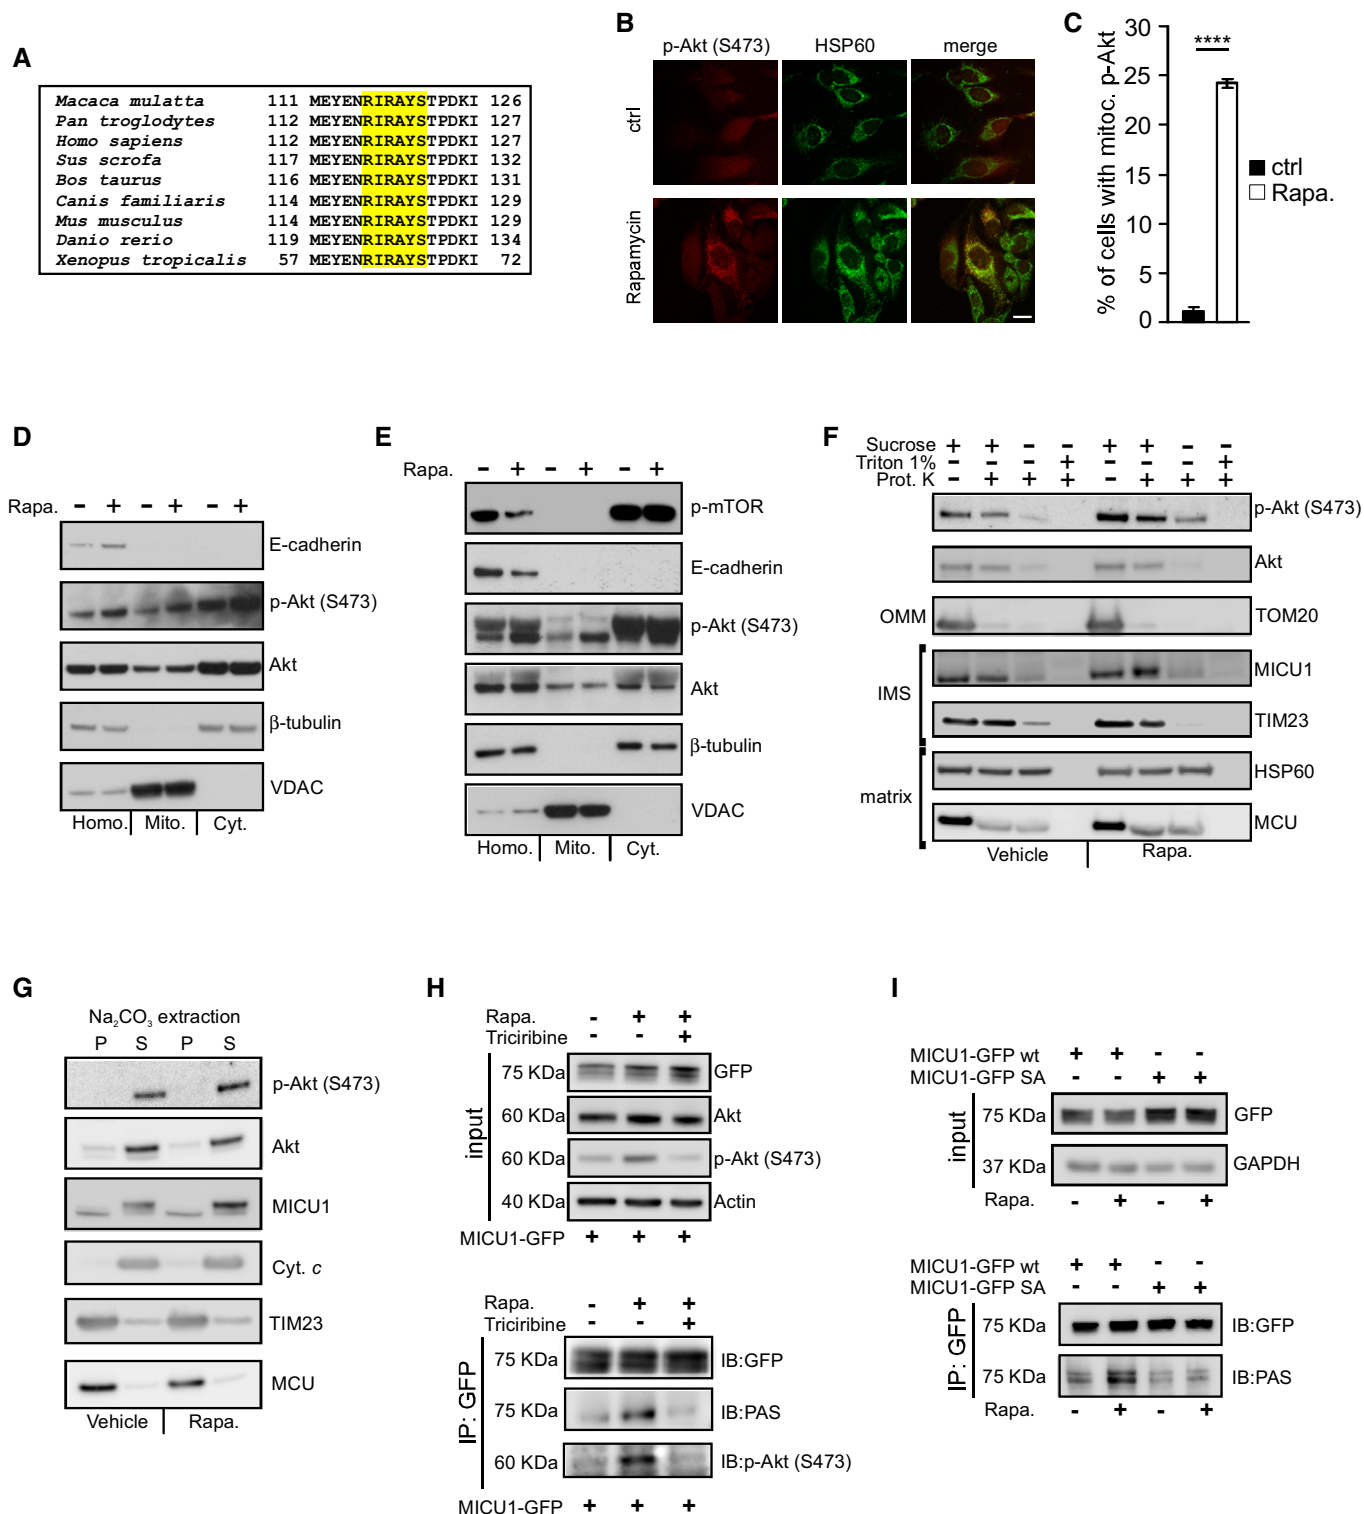 A
Macaca mulatta 111 MEYENRIRAYSTPDKI 126
Pan troglodytes 112 MEYENRIRAYSTPDKI 127
Homo sapiens 112 MEYENRIRAYSTPDKI 127
Sus scrofa 117 MEYENRIRAYSTPDKI 132
Bos taurus 116 MEYENRIRAYSTPDKI 131
Canis familiaris 114 MEYENRIRAYSTPDKI 129
Mus musculus 114 MEYENRIRAYSTPDKI 129
Danio rerio 119 MEYENRIRAYSTPDKI 134
Xenopus tropicalis 57 MEYENRIRAYSTPDKI 72
B
p-Akt (S473) HSP60 merge
ctrl
Rapamycin
C
% of cells with mitoc. p-Akt
30
25
20
15
10
5
0
****
ctrl
Rapa.
D
Rapa. - + - + - +
E-cadherin
p-Akt (S473)
Akt
β-tubulin
VDAC
Homo. Mito. Cyt.
E
Rapa. - + - + - +
p-mTOR
E-cadherin
p-Akt (S473)
Akt
β-tubulin
VDAC
Homo. Mito. Cyt.
F
Sucrose + + - - + + - -
Triton 1% - - - + - - - +
Prot. K - + + + - + + +
p-Akt (S473)
Akt
OMM TOM20
IMS
MICU1
TIM23
matrix
HSP60
MCU
Vehicle Rapa.
G
Na2CO3 extraction
P S P S
p-Akt (S473)
Akt
MICU1
Cyt. c
TIM23
MCU
Vehicle Rapa.
H
Rapa. - + +
Triciribine - - +
input
75 KDa GFP
60 KDa Akt
60 KDa p-Akt (S473)
40 KDa Actin
MICU1-GFP + + +
Rapa. - + +
Triciribine - - +
IP: GFP
75 KDa IB:GFP
75 KDa IB:PAS
60 KDa IB:p-Akt (S473)
MICU1-GFP + + +
I
MICU1-GFP wt + + - -
MICU1-GFP SA - - + +
input
75 KDa GFP
37 KDa GAPDH
Rapa. - + - +
MICU1-GFP wt + + - -
MICU1-GFP SA - - + +
IP: GFP
75 KDa IB:GFP
75 KDa IB:PAS
Rapa. - + - +